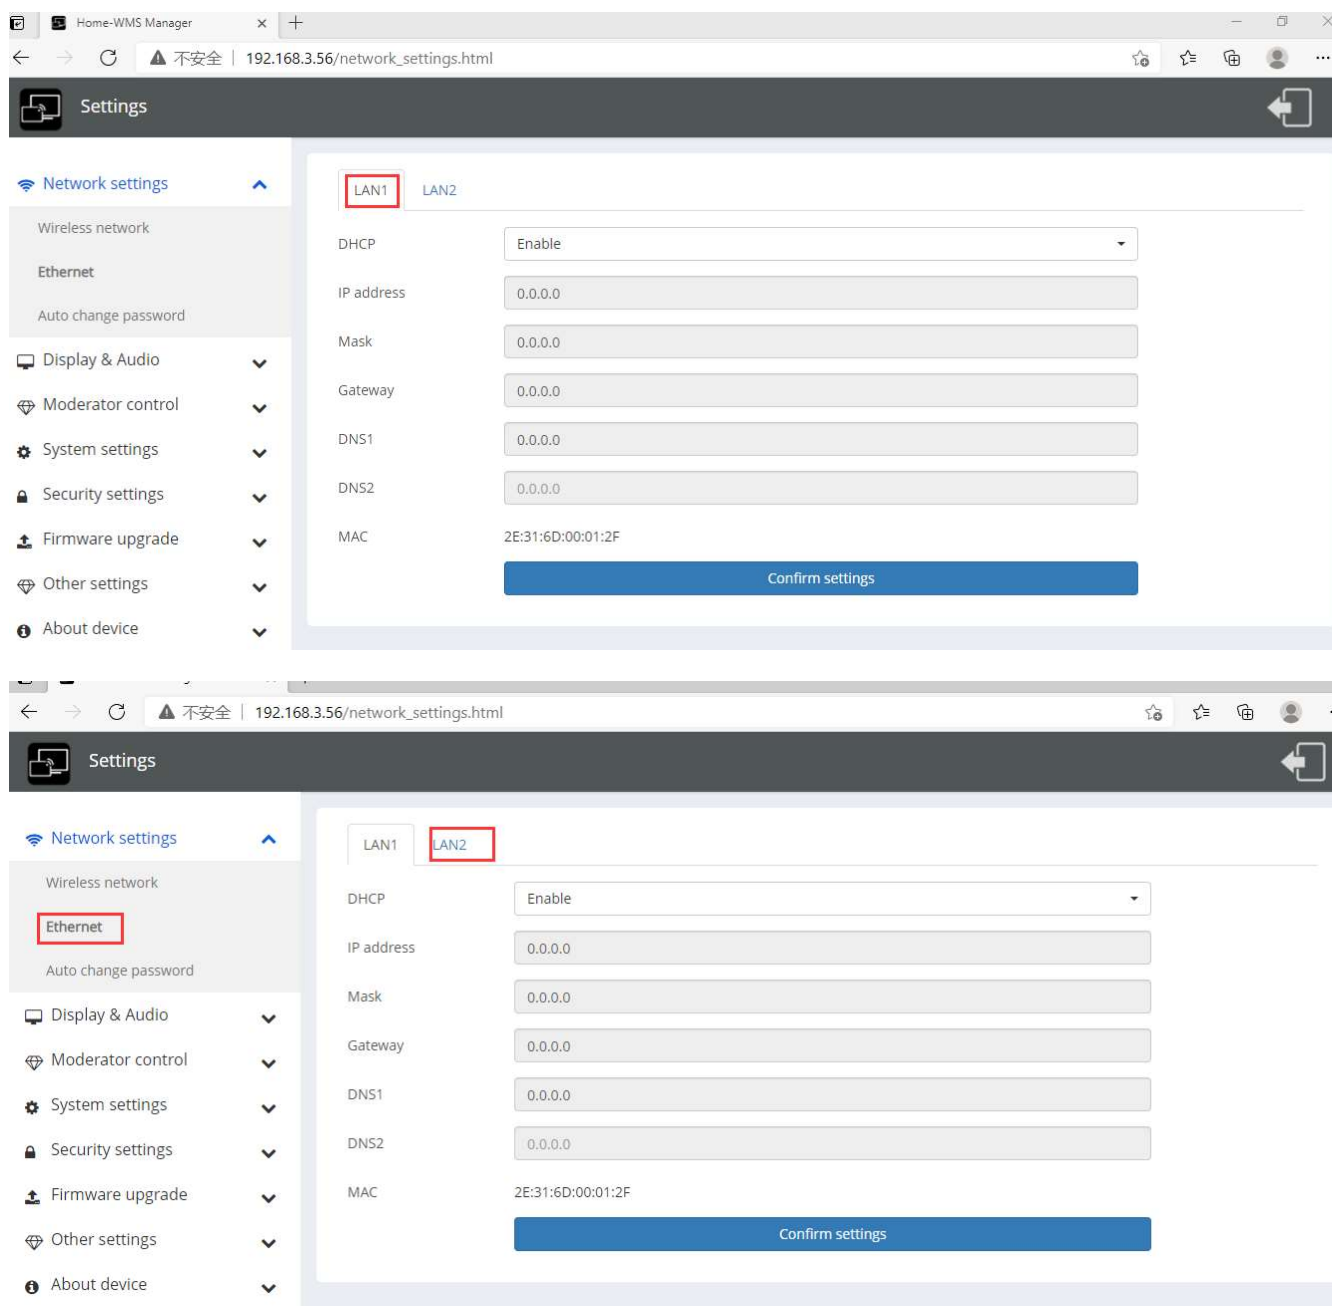 Home-WMS Manager
不安全 192.168.3.56/network_settings.html
Settings
Network settings
Wireless network
Ethernet
Auto change password
Display & Audio
Moderator control
System settings
Security settings
Firmware upgrade
Other settings
About device
LAN1 LAN2
DHCP Enable
IP address 0.0.0.0
Mask 0.0.0.0
Gateway 0.0.0.0
DNS1 0.0.0.0
DNS2 0.0.0.0
MAC 2E:31:6D:00:01:2F
Confirm settings
不安全 192.168.3.56/network_settings.html
Settings
Network settings
Wireless network
Ethernet
Auto change password
Display & Audio
Moderator control
System settings
Security settings
Firmware upgrade
Other settings
About device
LAN1 LAN2
DHCP Enable
IP address 0.0.0.0
Mask 0.0.0.0
Gateway 0.0.0.0
DNS1 0.0.0.0
DNS2 0.0.0.0
MAC 2E:31:6D:00:01:2F
Confirm settings